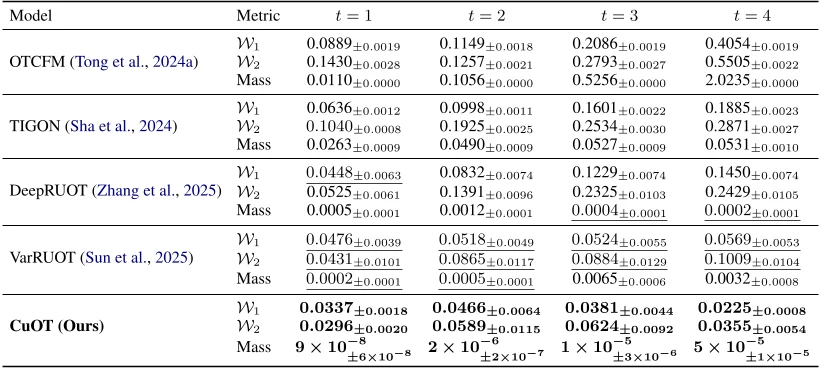 Model Metric t = 1 t = 2 t = 3 t = 4
W₁ 0.0889±0.0019 0.1149±0.0018 0.2086±0.0019 0.4054±0.0019
OTCFM (Tong et al., 2024a) W₂ 0.1430±0.0028 0.1257±0.0021 0.2793±0.0027 0.5505±0.0022
Mass 0.0110±0.0000 0.1056±0.0000 0.5256±0.0000 2.0235±0.0000
W₁ 0.0636±0.0012 0.0998±0.0011 0.1601±0.0022 0.1885±0.0023
TIGON (Sha et al., 2024) W₂ 0.1040±0.0008 0.1925±0.0025 0.2534±0.0030 0.2871±0.0027
Mass 0.0263±0.0009 0.0490±0.0009 0.0527±0.0009 0.0531±0.0010
W₁ 0.0448±0.0063 0.0832±0.0074 0.1229±0.0074 0.1450±0.0074
DeepRUOT (Zhang et al., 2025) W₂ 0.0525±0.0061 0.1391±0.0096 0.2325±0.0103 0.2429±0.0105
Mass 0.0005±0.0001 0.0012±0.0001 0.0004±0.0001 0.0002±0.0001
W₁ 0.0476±0.0039 0.0518±0.0049 0.0524±0.0055 0.0569±0.0053
VarRUOT (Sun et al., 2025) W₂ 0.0431±0.0101 0.0865±0.0117 0.0884±0.0129 0.1009±0.0104
Mass 0.0002±0.0001 0.0005±0.0001 0.0065±0.0006 0.0032±0.0008
W₁ 0.0337±0.0018 0.0466±0.0064 0.0381±0.0044 0.0225±0.0008
CuOT (Ours) W₂ 0.0296±0.0020 0.0589±0.0115 0.0624±0.0092 0.0355±0.0054
Mass 9 × 10⁻⁸±6×10⁻⁸ 2 × 10⁻⁶±2×10⁻⁷ 1 × 10⁻⁵±3×10⁻⁶ 5 × 10⁻⁵±1×10⁻⁵